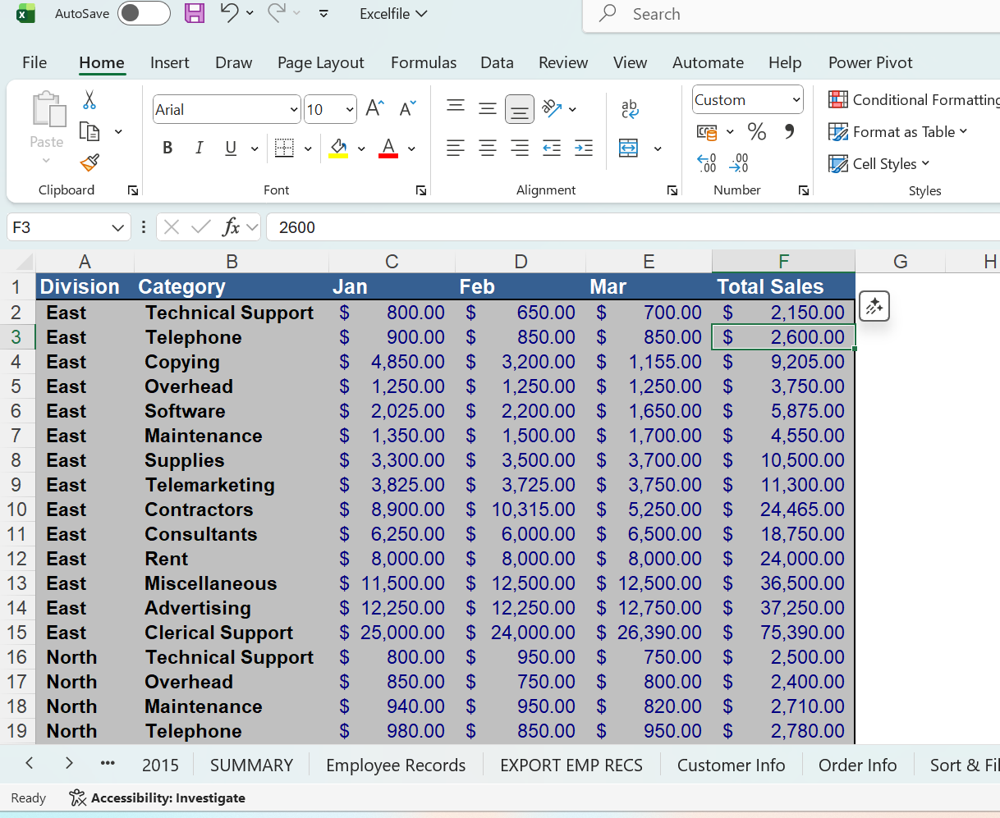 AutoSave Excelfile Search
File Home Insert Draw Page Layout Formulas Data Review View Automate Help Power Pivot
Paste
Clipboard
Arial 10
B I U A
Font
ab
Alignment
Custom
% 9
Number
Conditional Formatting
Format as Table
Cell Styles
Styles
F3 fx 2600
A B C D E F G H
1 Division Category Jan Feb Mar Total Sales
2 East Technical Support $ 800.00 $ 650.00 $ 700.00 $ 2,150.00
3 East Telephone $ 900.00 $ 850.00 $ 850.00 $ 2,600.00
4 East Copying $ 4,850.00 $ 3,200.00 $ 1,155.00 $ 9,205.00
5 East Overhead $ 1,250.00 $ 1,250.00 $ 1,250.00 $ 3,750.00
6 East Software $ 2,025.00 $ 2,200.00 $ 1,650.00 $ 5,875.00
7 East Maintenance $ 1,350.00 $ 1,500.00 $ 1,700.00 $ 4,550.00
8 East Supplies $ 3,300.00 $ 3,500.00 $ 3,700.00 $ 10,500.00
9 East Telemarketing $ 3,825.00 $ 3,725.00 $ 3,750.00 $ 11,300.00
10 East Contractors $ 8,900.00 $ 10,315.00 $ 5,250.00 $ 24,465.00
11 East Consultants $ 6,250.00 $ 6,000.00 $ 6,500.00 $ 18,750.00
12 East Rent $ 8,000.00 $ 8,000.00 $ 8,000.00 $ 24,000.00
13 East Miscellaneous $ 11,500.00 $ 12,500.00 $ 12,500.00 $ 36,500.00
14 East Advertising $ 12,250.00 $ 12,250.00 $ 12,750.00 $ 37,250.00
15 East Clerical Support $ 25,000.00 $ 24,000.00 $ 26,390.00 $ 75,390.00
16 North Technical Support $ 800.00 $ 950.00 $ 750.00 $ 2,500.00
17 North Overhead $ 850.00 $ 750.00 $ 800.00 $ 2,400.00
18 North Maintenance $ 940.00 $ 950.00 $ 820.00 $ 2,710.00
19 North Telephone $ 980.00 $ 850.00 $ 950.00 $ 2,780.00
••• 2015 SUMMARY Employee Records EXPORT EMP RECS Customer Info Order Info Sort & Fil
Ready Accessibility: Investigate